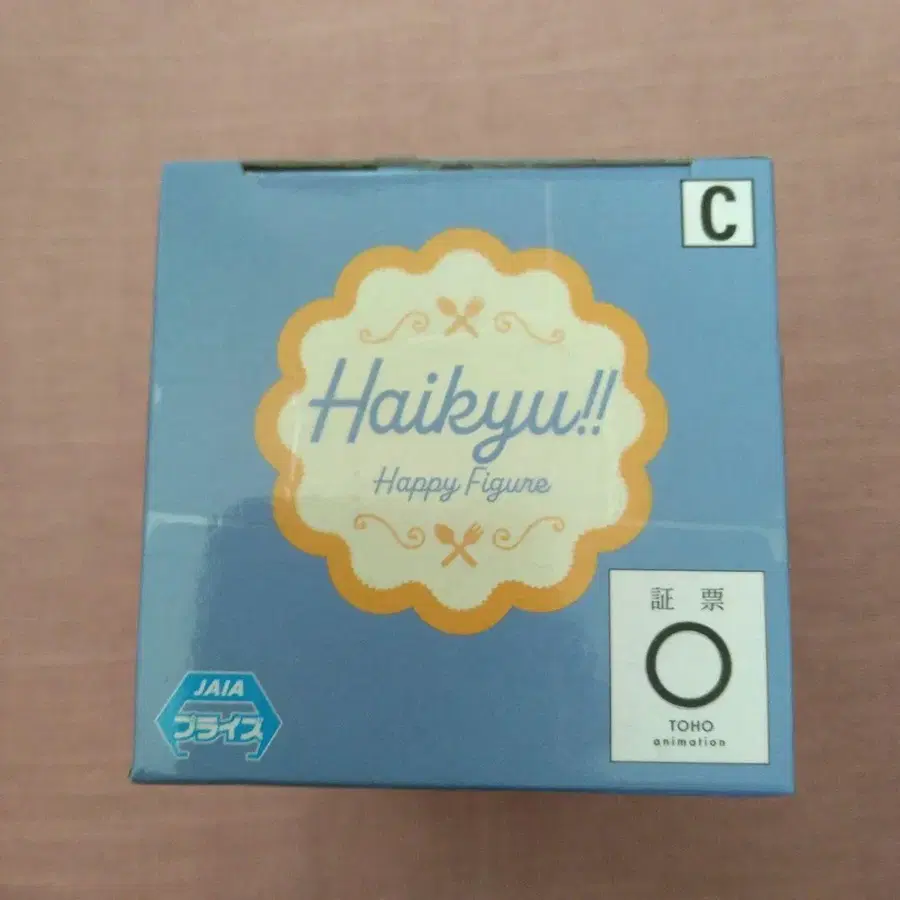 C
Haikyu!!
Happy Figure
証票
TOHO
animation
JAIA
プライズ